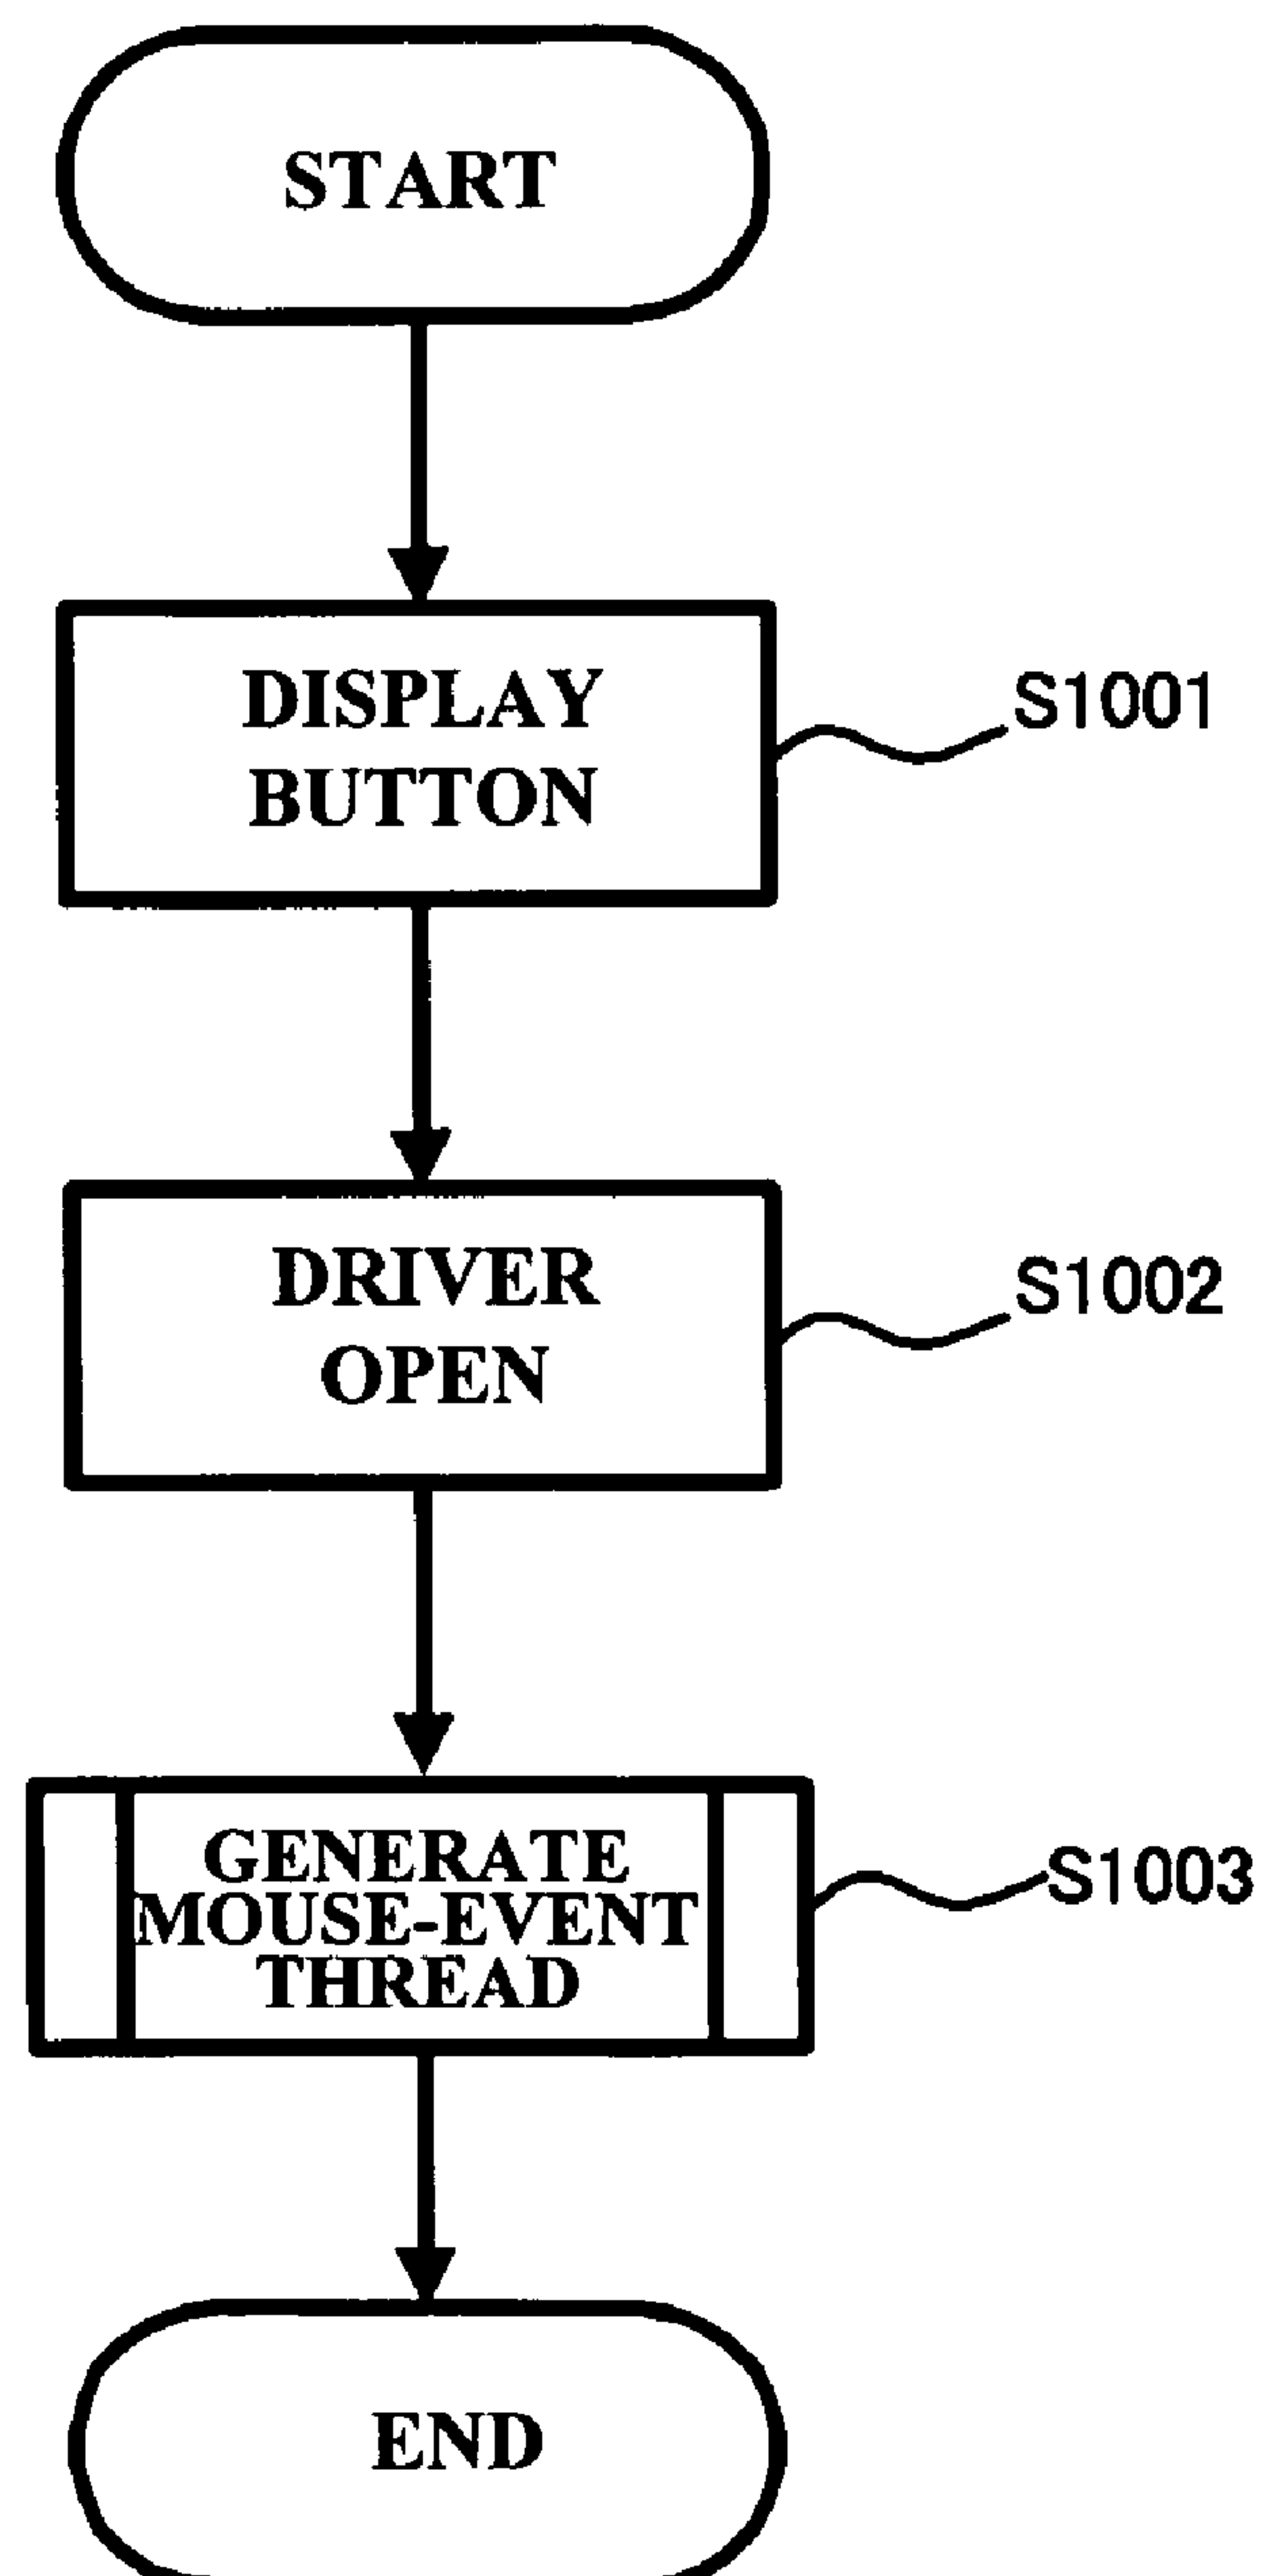 START
DISPLAY
BUTTON
S1001
DRIVER
OPEN
S1002
GENERATE
MOUSE-EVENT
THREAD
S1003
END